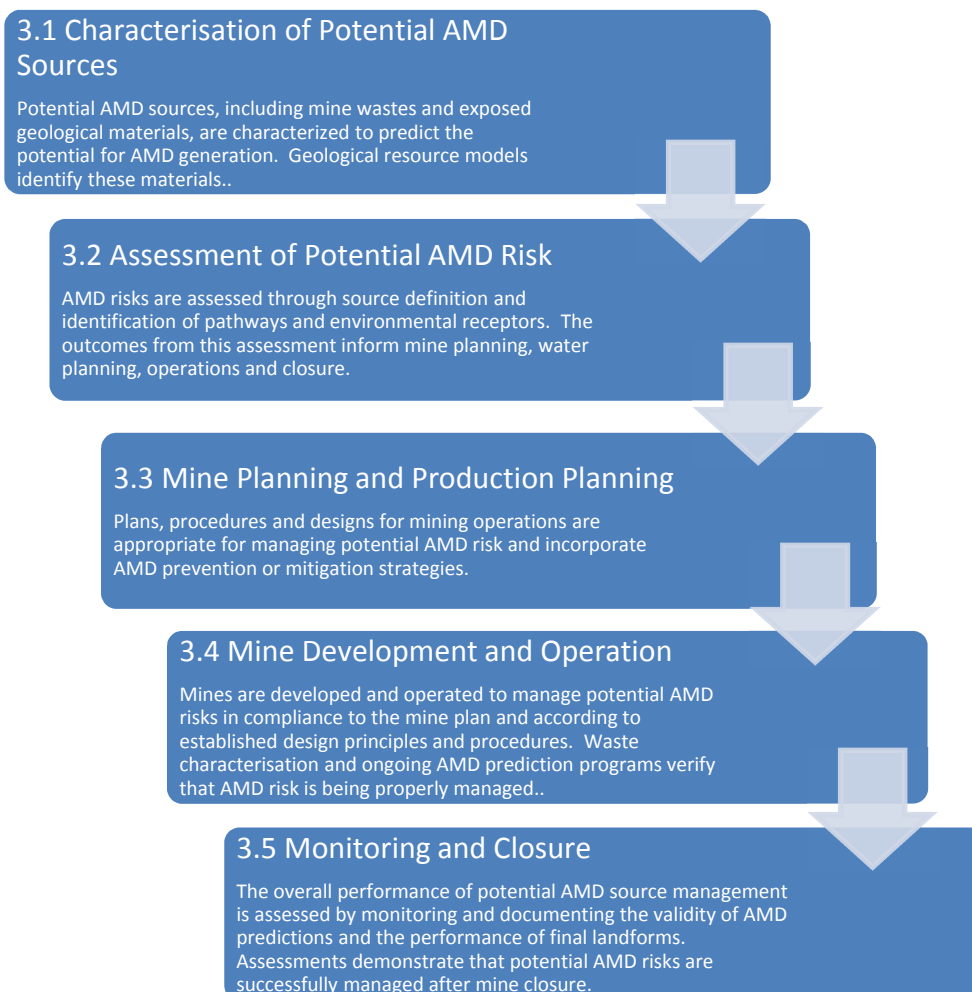 3.1 Characterisation of Potential AMD
Sources
Potential AMD sources, including mine wastes and exposed
geological materials, are characterized to predict the
potential for AMD generation.  Geological resource models
identify these materials..
3.2 Assessment of Potential AMD Risk
AMD risks are assessed through source definition and
identification of pathways and environmental receptors.  The
outcomes from this assessment inform mine planning, water
planning, operations and closure.
3.3 Mine Planning and Production Planning
Plans, procedures and designs for mining operations are
appropriate for managing potential AMD risk and incorporate
AMD prevention or mitigation strategies.
3.4 Mine Development and Operation
Mines are developed and operated to manage potential AMD
risks in compliance to the mine plan and according to
established design principles and procedures.  Waste
characterisation and ongoing AMD prediction programs verify
that AMD risk is being properly managed..
3.5 Monitoring and Closure
The overall performance of potential AMD source management
is assessed by monitoring and documenting the validity of AMD
predictions and the performance of final landforms.
Assessments demonstrate that potential AMD risks are
successfully managed after mine closure.